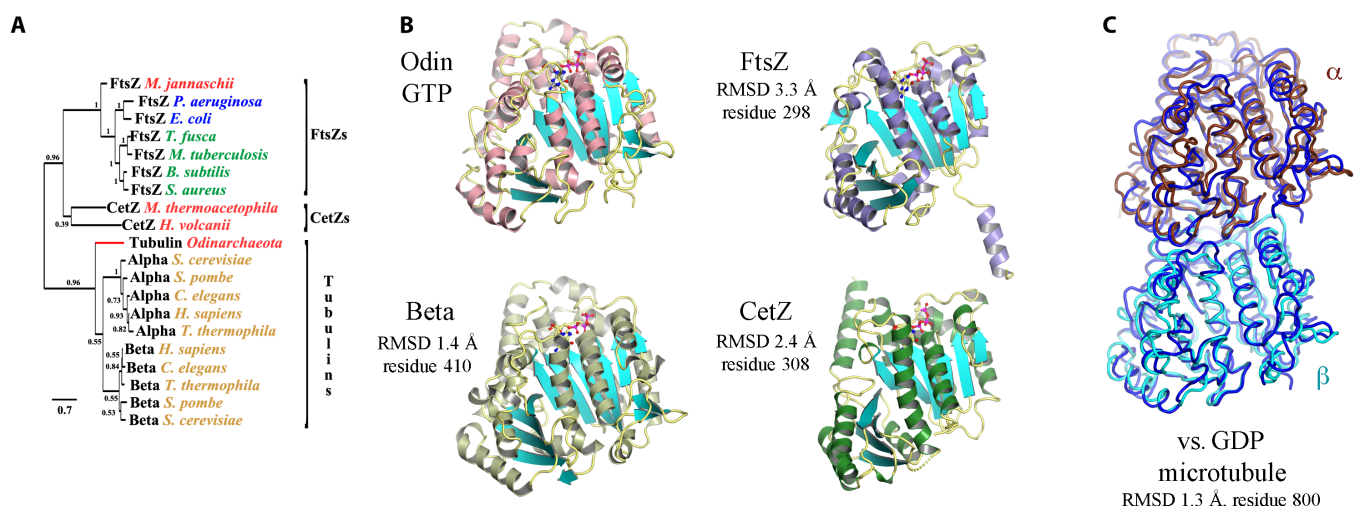 A
FtsZ M. jannaschii
FtsZ P. aeruginosa
FtsZ E. coli
FtsZ T. fusca
FtsZ M. tuberculosis
FtsZ B. subtilis
FtsZ S. aureus
CetZ M. thermoacetophila
CetZ H. volcanii
Tubulin Odinarchaeota
Alpha S. cerevisiae
Alpha S. pombe
Alpha C. elegans
Alpha H. sapiens
Alpha T. thermophila
Beta H. sapiens
Beta C. elegans
Beta T. thermophila
Beta S. pombe
Beta S. cerevisiae
1
1
1
1
1
0.96
0.39
0.96
1
0.73
0.93
0.82
0.55
0.55
0.84
0.55
0.53
0.7
FtsZs
CetZs
Tubulins
B
Odin
GTP
FtsZ
RMSD 3.3 Å
residue 298
Beta
RMSD 1.4 Å
residue 410
CetZ
RMSD 2.4 Å
residue 308
C
α
β
vs. GDP
microtubule
RMSD 1.3 Å, residue 800